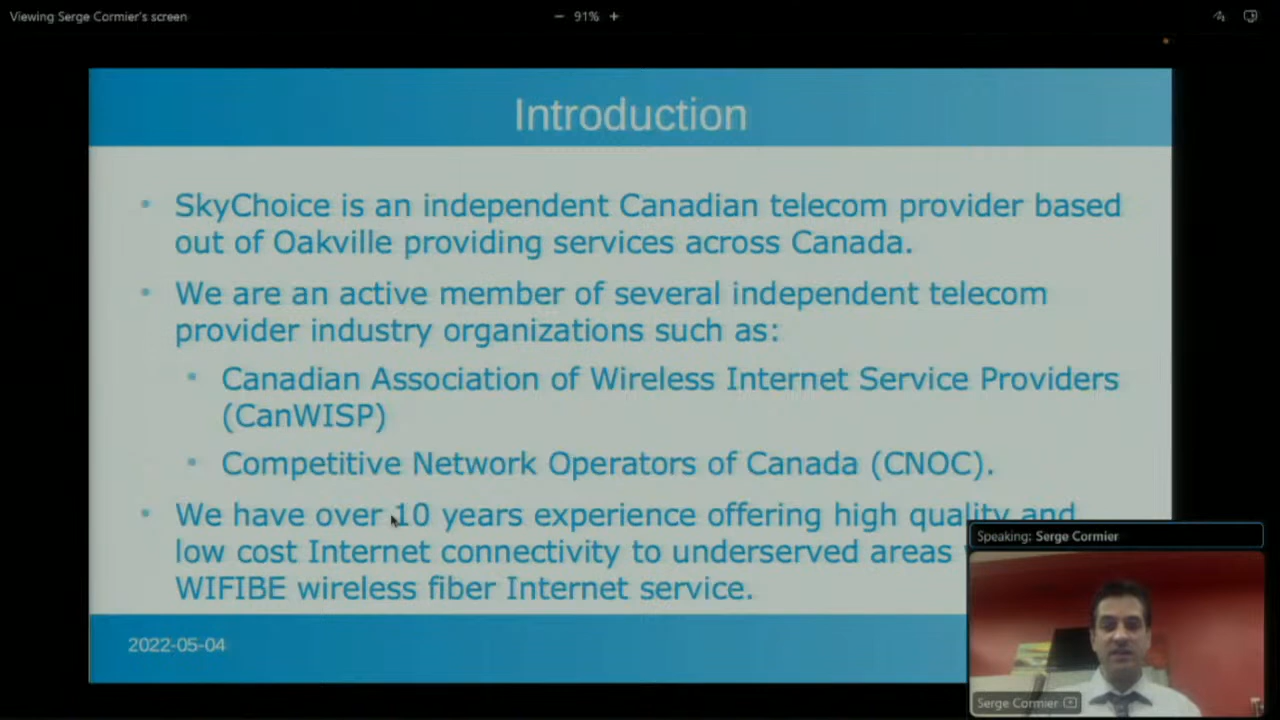 Viewing Serge Cormier's screen
— 91% +
Introduction
• SkyChoice is an independent Canadian telecom provider based
out of Oakville providing services across Canada.
• We are an active member of several independent telecom
provider industry organizations such as:
• Canadian Association of Wireless Internet Service Providers
(CanWISP)
• Competitive Network Operators of Canada (CNOC).
• We have over 10 years experience offering high quality and
low cost Internet connectivity to underserved areas
WIFIBE wireless fiber Internet service.
2022-05-04
Speaking: Serge Cormier
Serge Cormier